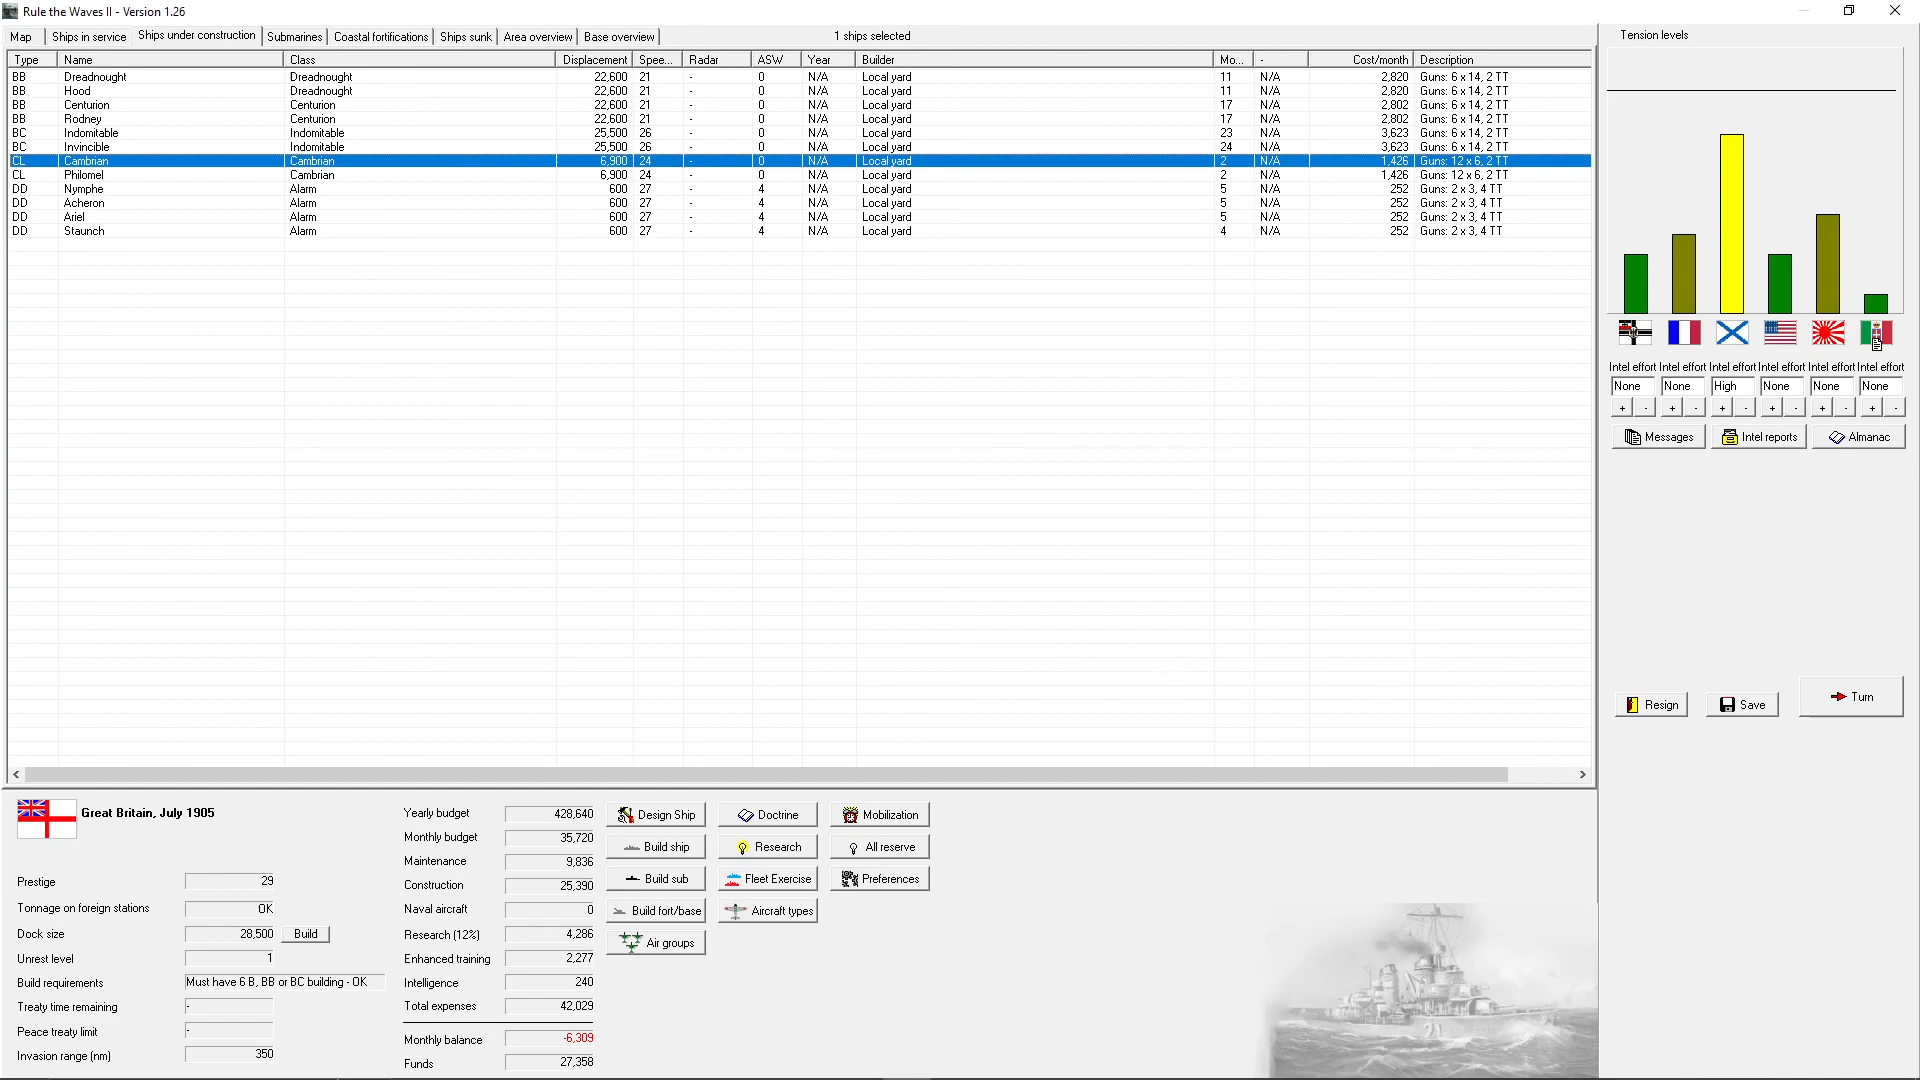 Rule the Waves II - Version 1.26
Map Ships in service Ships under construction Submarines Coastal fortifications Ships sunk Area overview Base overview 1 ships selected Tension levels
Type Name Class Displacement Spee... Radar ASW Year Builder Mo... - Cost/month Description
BB Dreadnought Dreadnought 22,600 21 - 0 N/A Local yard 11 N/A 2,820 Guns: 6 x 14, 2 TT
BB Hood Dreadnought 22,600 21 - 0 N/A Local yard 11 N/A 2,820 Guns: 6 x 14, 2 TT
BB Centurion Centurion 22,600 21 - 0 N/A Local yard 17 N/A 2,802 Guns: 6 x 14, 2 TT
BB Rodney Centurion 22,600 21 - 0 N/A Local yard 17 N/A 2,802 Guns: 6 x 14, 2 TT
BC Indomitable Indomitable 25,500 26 - 0 N/A Local yard 23 N/A 3,623 Guns: 6 x 14, 2 TT
BC Invincible Indomitable 25,500 26 - 0 N/A Local yard 24 N/A 3,623 Guns: 6 x 14, 2 TT
CL Cambrian Cambrian 6,900 24 - 0 N/A Local yard 2 N/A 1,426 Guns: 12 x 6, 2 TT
CL Philomel Cambrian 6,900 24 - 0 N/A Local yard 2 N/A 1,426 Guns: 12 x 6, 2 TT
DD Nymphe Alarm 600 27 - 4 N/A Local yard 5 N/A 252 Guns: 2 x 3, 4 TT
DD Acheron Alarm 600 27 - 4 N/A Local yard 5 N/A 252 Guns: 2 x 3, 4 TT
DD Ariel Alarm 600 27 - 4 N/A Local yard 5 N/A 252 Guns: 2 x 3, 4 TT
DD Staunch Alarm 600 27 - 4 N/A Local yard 4 N/A 252 Guns: 2 x 3, 4 TT
Intel effort Intel effort Intel effort Intel effort Intel effort Intel effort
None None High None None None
+ - + - + - + - + - + -
Messages Intel reports Almanac
Resign Save Turn
Great Britain, July 1905
Prestige 29
Tonnage on foreign stations OK
Dock size 28,500 Build
Unrest level 1
Build requirements Must have 6 B, BB or BC building - OK
Treaty time remaining -
Peace treaty limit -
Invasion range (nm) 350
Yearly budget 428,640
Monthly budget 35,720
Maintenance 9,836
Construction 25,390
Naval aircraft 0
Research (12%) 4,286
Enhanced training 2,277
Intelligence 240
Total expenses 42,029
Monthly balance -6,309
Funds 27,358
Design Ship Doctrine Mobilization
Build ship Research All reserve
Build sub Fleet Exercise Preferences
Build fort/base Aircraft types
Air groups